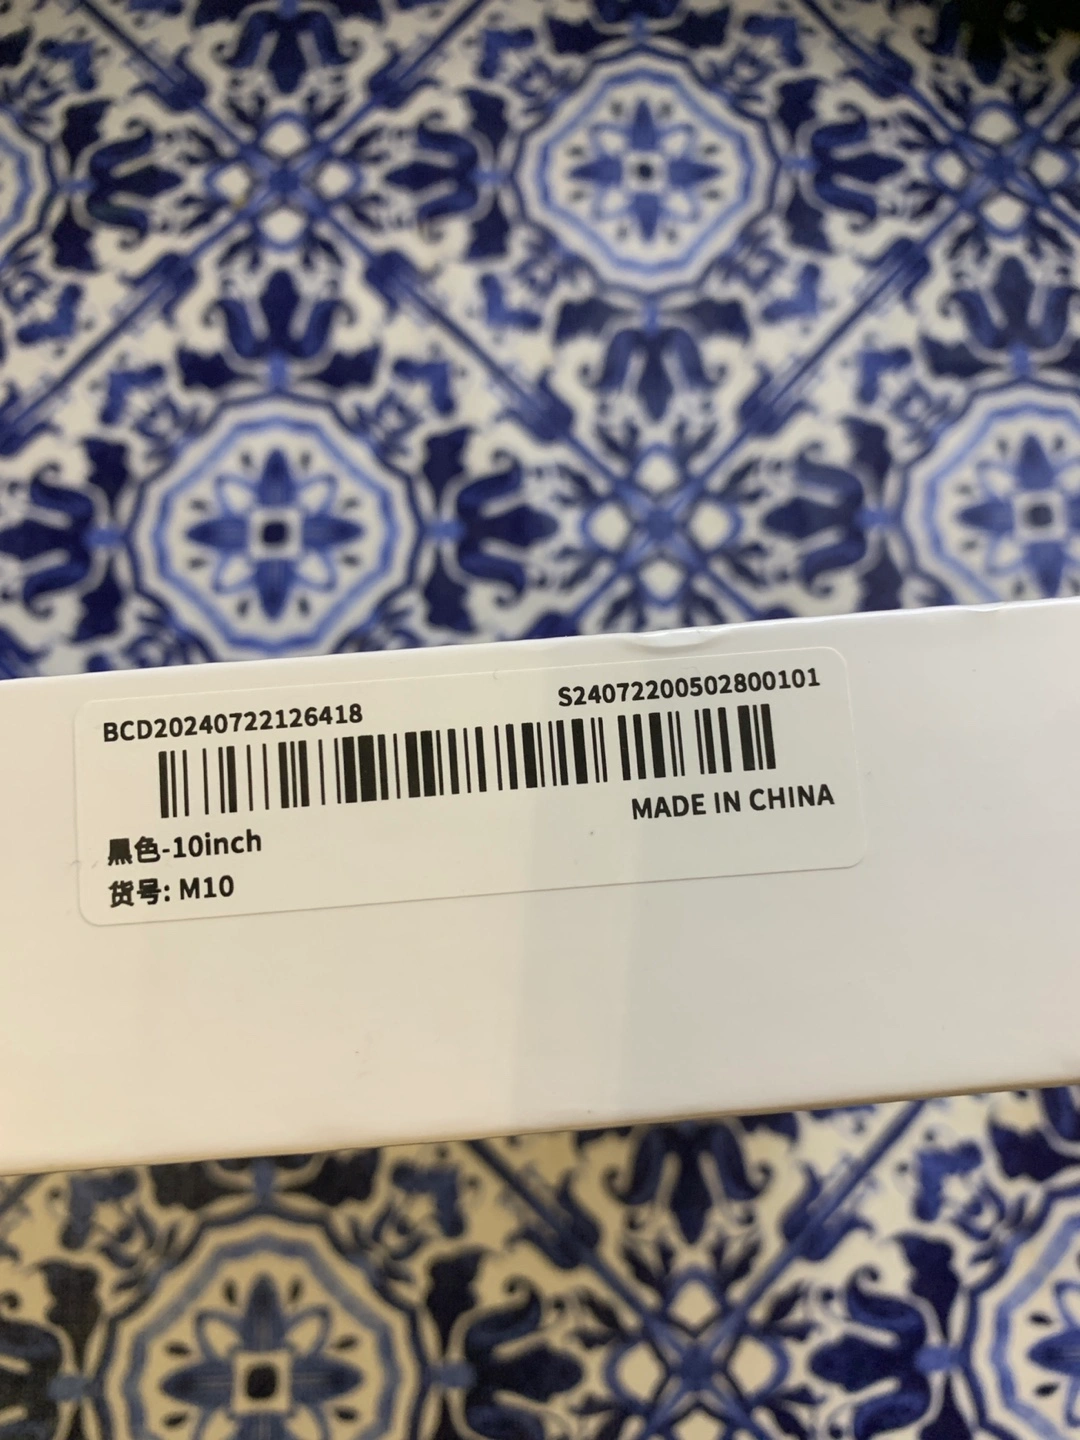 BCD20240722126418
S24072200502800101
MADE IN CHINA
黑色-10inch
货号: M10